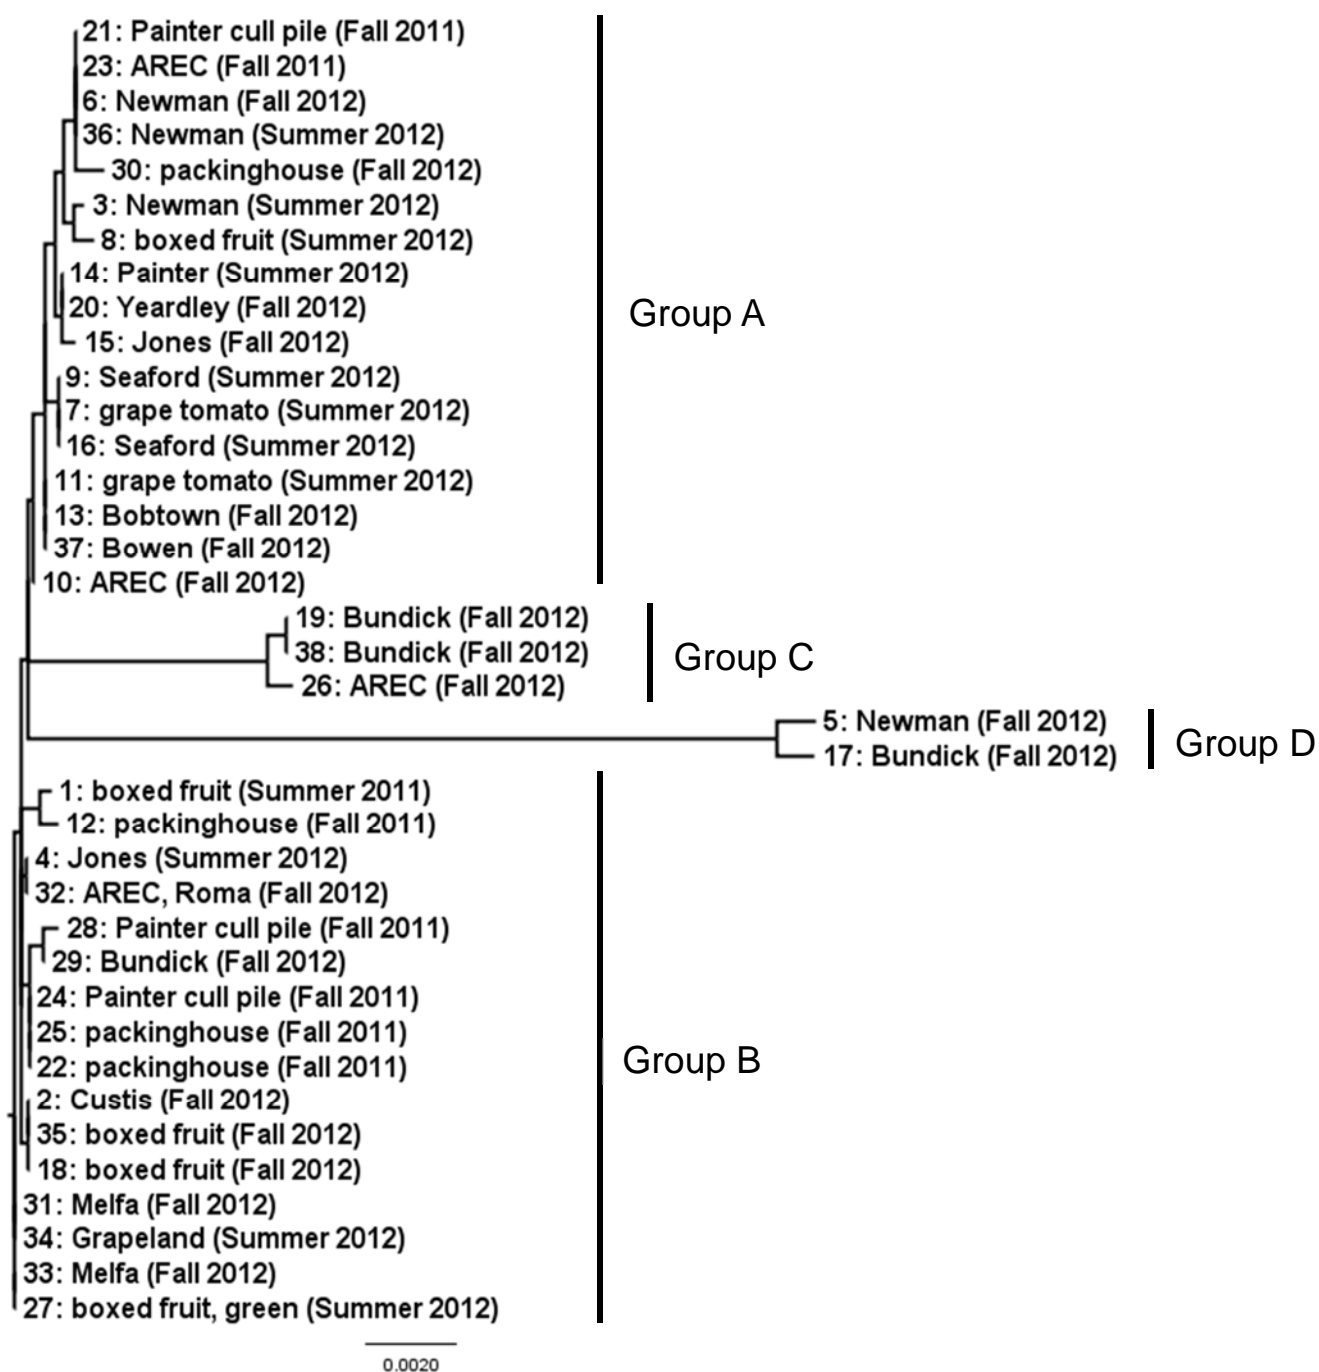 21: Painter cull pile (Fall 2011)
23: AREC (Fall 2011)
6: Newman (Fall 2012)
36: Newman (Summer 2012)
30: packinghouse (Fall 2012)
3: Newman (Summer 2012)
8: boxed fruit (Summer 2012)
14: Painter (Summer 2012)
20: Yeardley (Fall 2012)
15: Jones (Fall 2012)
9: Seaford (Summer 2012)
7: grape tomato (Summer 2012)
16: Seaford (Summer 2012)
11: grape tomato (Summer 2012)
13: Bobtown (Fall 2012)
37: Bowen (Fall 2012)
10: AREC (Fall 2012)
Group A
19: Bundick (Fall 2012)
38: Bundick (Fall 2012)
26: AREC (Fall 2012)
Group C
5: Newman (Fall 2012)
17: Bundick (Fall 2012)
Group D
1: boxed fruit (Summer 2011)
12: packinghouse (Fall 2011)
4: Jones (Summer 2012)
32: AREC, Roma (Fall 2012)
28: Painter cull pile (Fall 2011)
29: Bundick (Fall 2012)
24: Painter cull pile (Fall 2011)
25: packinghouse (Fall 2011)
22: packinghouse (Fall 2011)
2: Custis (Fall 2012)
35: boxed fruit (Fall 2012)
18: boxed fruit (Fall 2012)
31: Melfa (Fall 2012)
34: Grapeland (Summer 2012)
33: Melfa (Fall 2012)
27: boxed fruit, green (Summer 2012)
Group B
0.0020